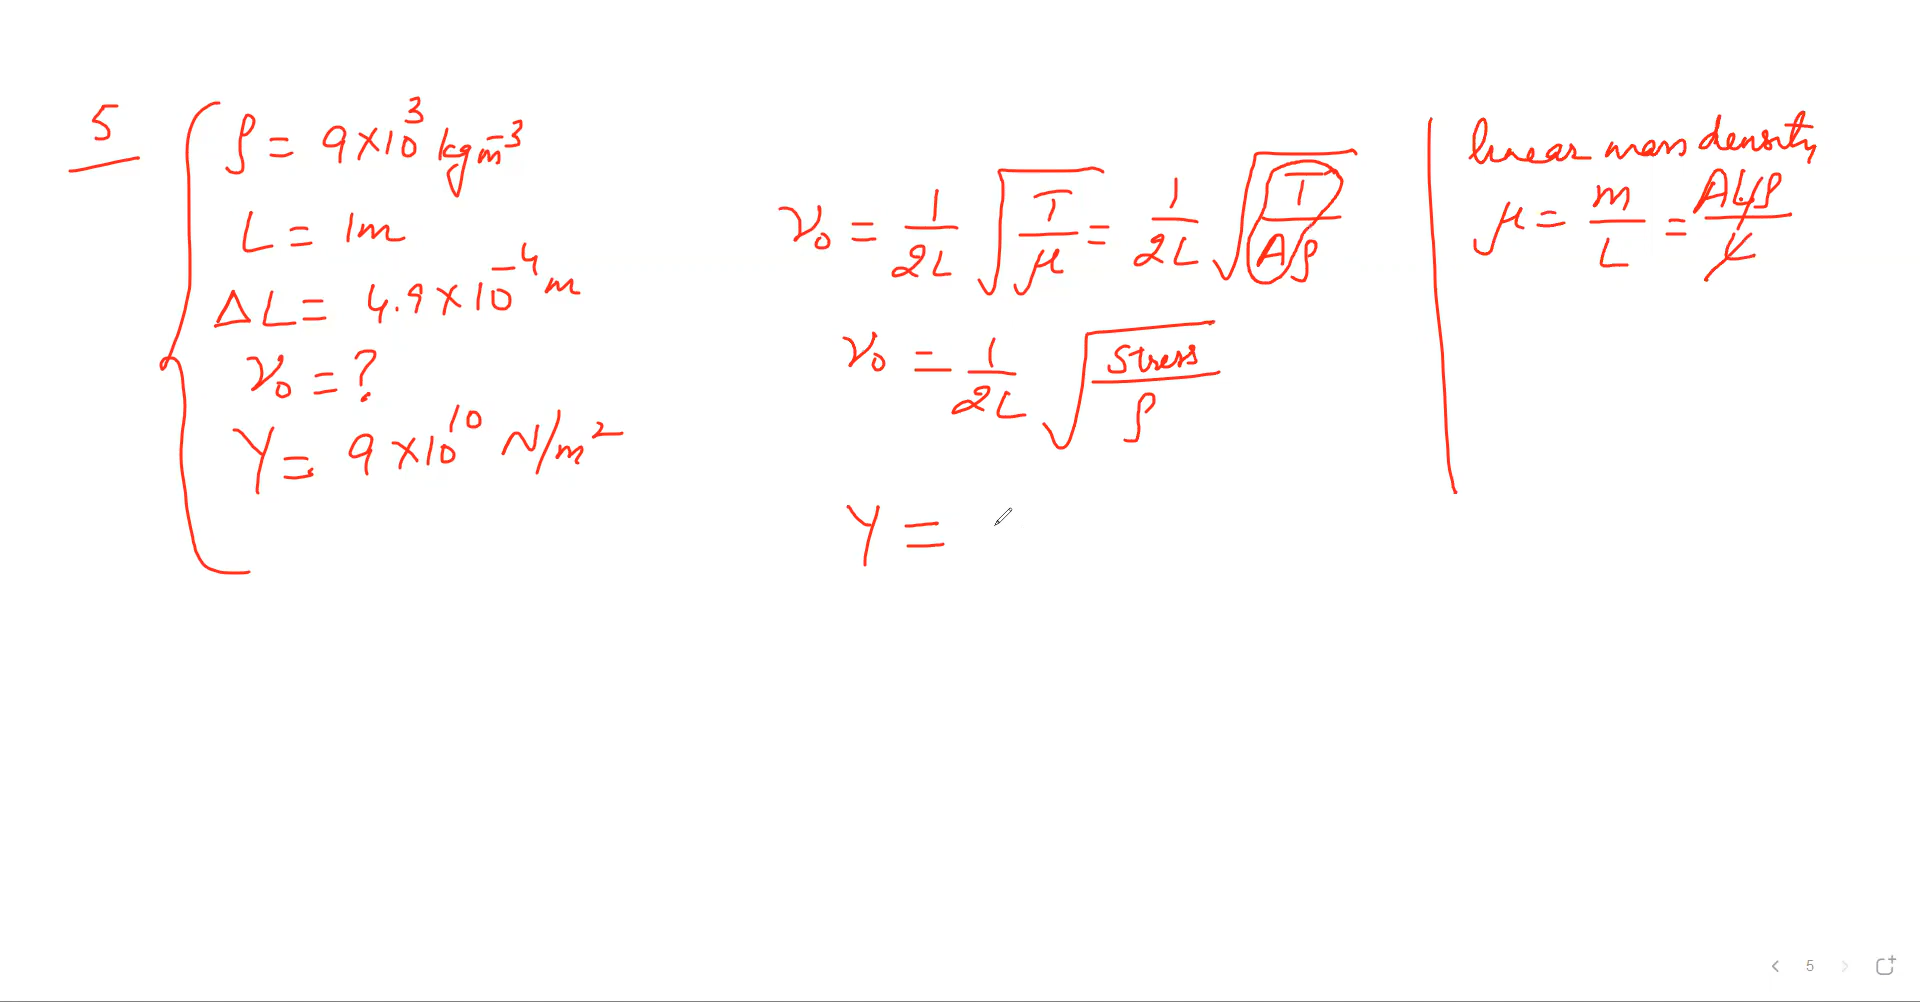 5
ρ = 9×10³ kg m⁻³
L = 1m
ΔL = 4.9×10⁻⁴ m
ν₀ = ?
Y = 9×10¹⁰ N/m²
ν₀ = 1/2L √(T/μ) = 1/2L √(T/Aρ)
ν₀ = 1/2L √(Stress/ρ)
Y =
linear mass density
μ = m/L = ALρ/L
5